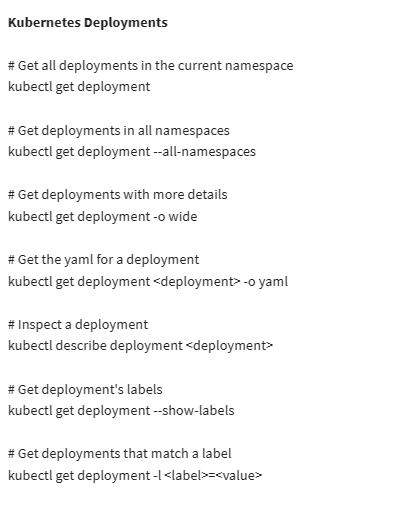 Kubernetes Deployments
# Get all deployments in the current namespace
kubectl get deployment
# Get deployments in all namespaces
kubectl get deployment --all-namespaces
# Get deployments with more details
kubectl get deployment -o wide
# Get the yaml for a deployment
kubectl get deployment <deployment> -o yaml
# Inspect a deployment
kubectl describe deployment <deployment>
# Get deployment's labels
kubectl get deployment --show-labels
# Get deployments that match a label
kubectl get deployment -l <label>=<value>